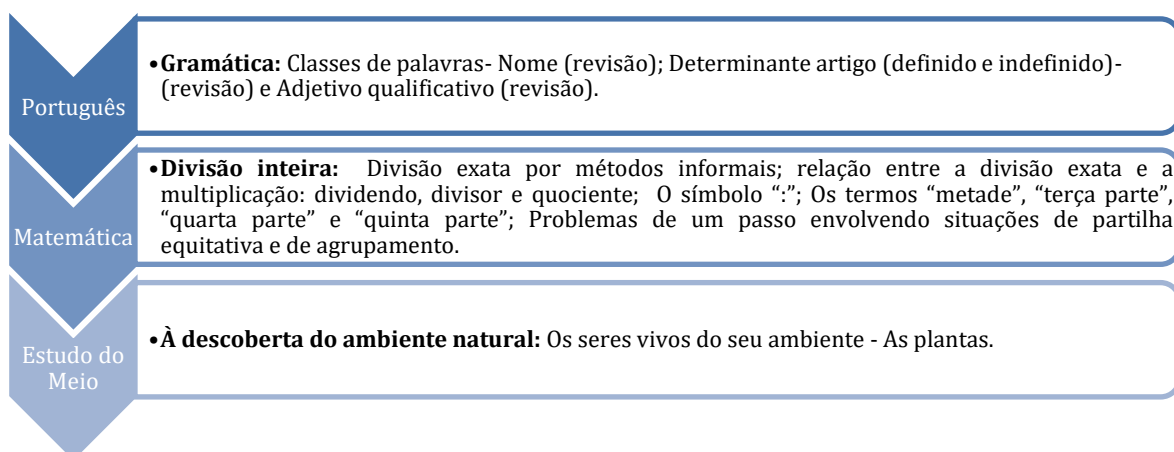 Português
•Gramática: Classes de palavras- Nome (revisão); Determinante artigo (definido e indefinido)-
(revisão) e Adjetivo qualificativo (revisão).
Matemática
•Divisão inteira: Divisão exata por métodos informais; relação entre a divisão exata e a
multiplicação: dividendo, divisor e quociente; O símbolo “:”; Os termos “metade”, “terça parte”,
“quarta parte” e “quinta parte”; Problemas de um passo envolvendo situações de partilha
equitativa e de agrupamento.
Estudo do
Meio
•À descoberta do ambiente natural: Os seres vivos do seu ambiente - As plantas.